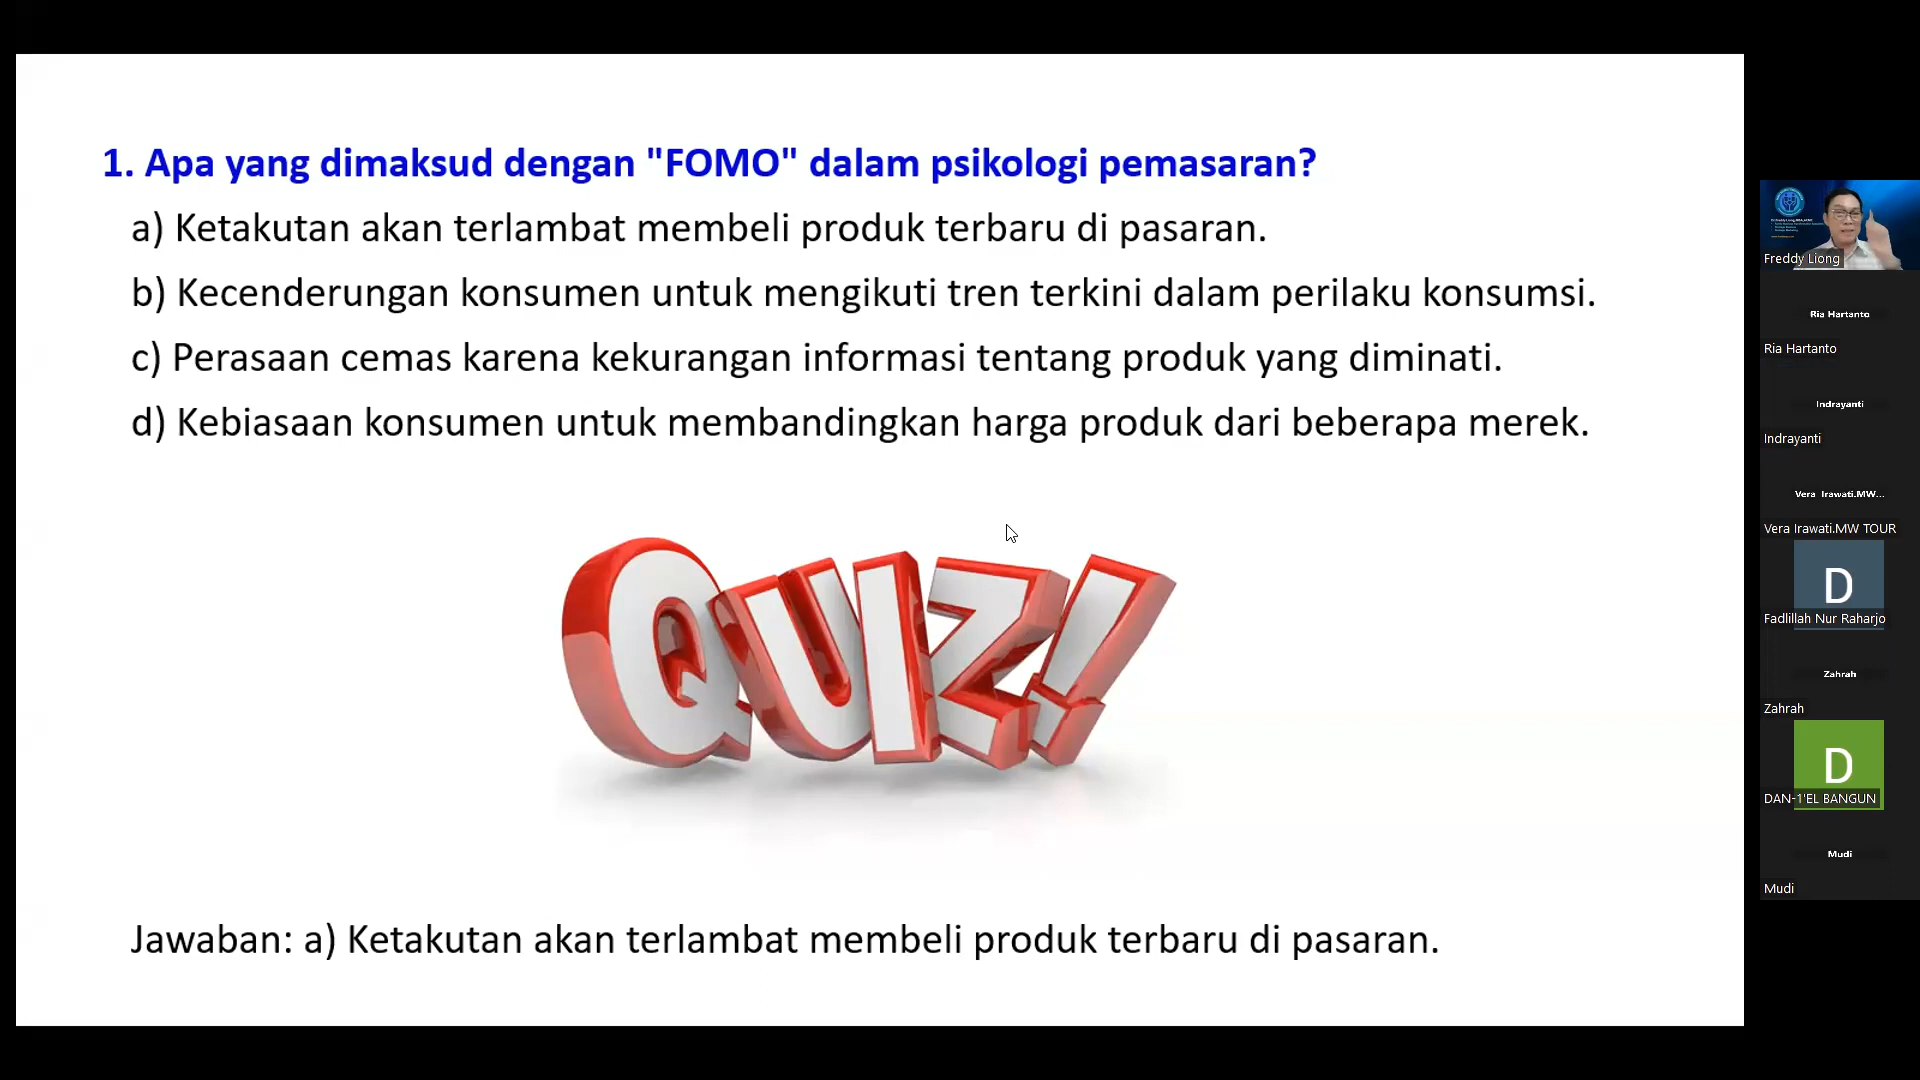 1. Apa yang dimaksud dengan "FOMO" dalam psikologi pemasaran?
a) Ketakutan akan terlambat membeli produk terbaru di pasaran.
b) Kecenderungan konsumen untuk mengikuti tren terkini dalam perilaku konsumsi.
c) Perasaan cemas karena kekurangan informasi tentang produk yang diminati.
d) Kebiasaan konsumen untuk membandingkan harga produk dari beberapa merek.
QUIZ!
Jawaban: a) Ketakutan akan terlambat membeli produk terbaru di pasaran.
Freddy Liong
Ria Hartanto
Ria Hartanto
Indrayanti
Indrayanti
Vera Irawati.MW...
Vera Irawati.MW TOUR
D
Fadlillah Nur Raharjo
Zahrah
Zahrah
D
DAN-1'EL BANGUN
Mudi
Mudi